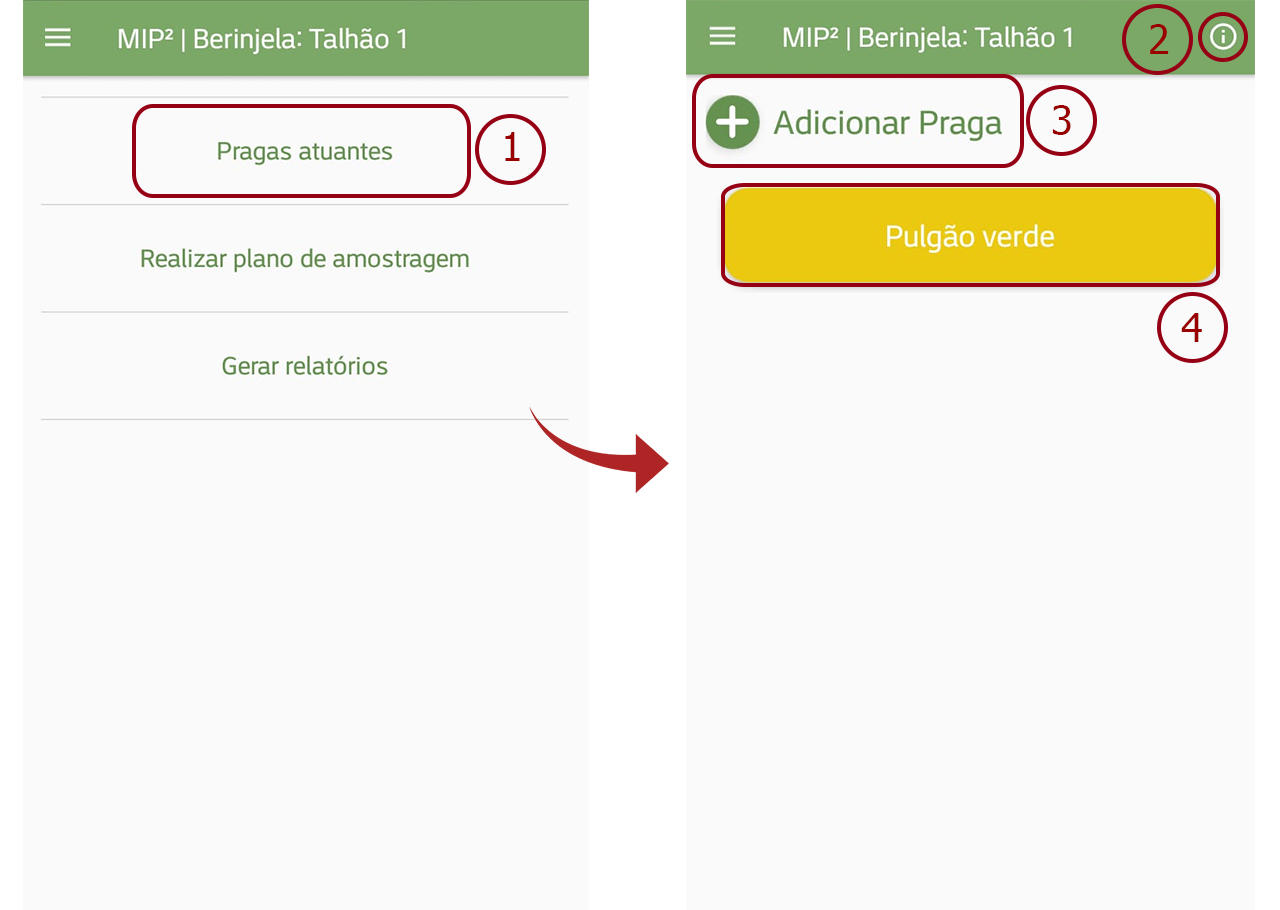 MIP² | Berinjela: Talhão 1
Pragas atuantes
1
Realizar plano de amostragem
Gerar relatórios
MIP² | Berinjela: Talhão 1
2
Adicionar Praga
3
Pulgão verde
4